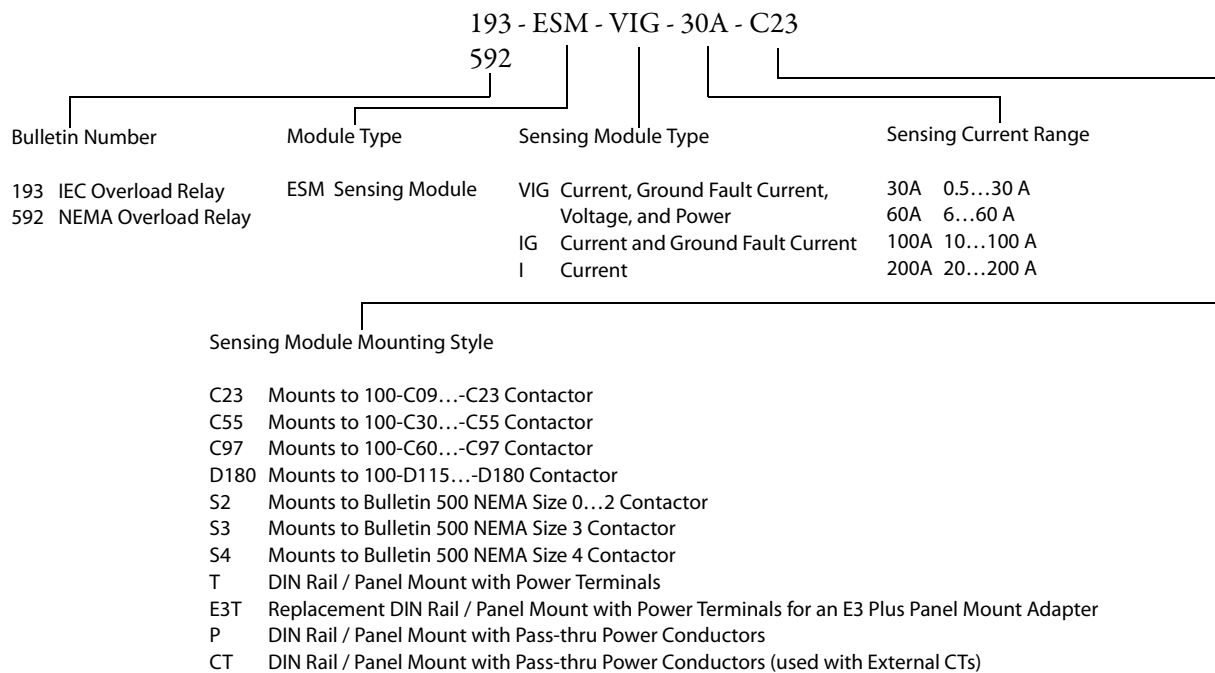 193 - ESM - VIG - 30A - C23
592
Bulletin Number
193 IEC Overload Relay
592 NEMA Overload Relay
Module Type
ESM Sensing Module
Sensing Module Type
VIG Current, Ground Fault Current,
Voltage, and Power
IG Current and Ground Fault Current
I Current
Sensing Current Range
30A 0.5…30 A
60A 6…60 A
100A 10…100 A
200A 20…200 A
Sensing Module Mounting Style
C23 Mounts to 100-C09…-C23 Contactor
C55 Mounts to 100-C30…-C55 Contactor
C97 Mounts to 100-C60…-C97 Contactor
D180 Mounts to 100-D115…-D180 Contactor
S2 Mounts to Bulletin 500 NEMA Size 0…2 Contactor
S3 Mounts to Bulletin 500 NEMA Size 3 Contactor
S4 Mounts to Bulletin 500 NEMA Size 4 Contactor
T DIN Rail / Panel Mount with Power Terminals
E3T Replacement DIN Rail / Panel Mount with Power Terminals for an E3 Plus Panel Mount Adapter
P DIN Rail / Panel Mount with Pass-thru Power Conductors
CT DIN Rail / Panel Mount with Pass-thru Power Conductors (used with External CTs)